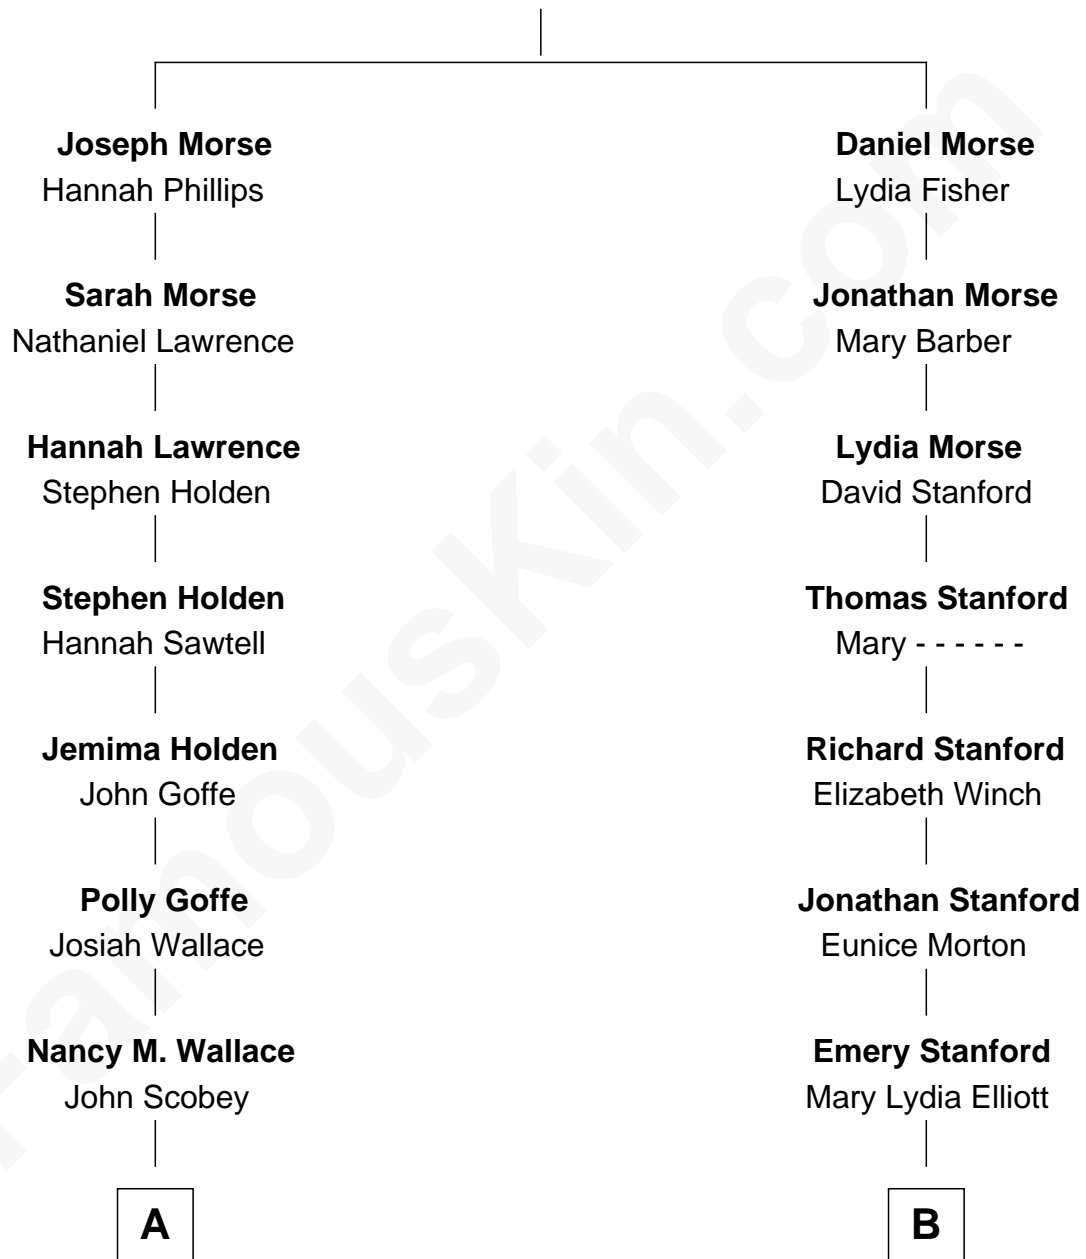 Joseph Morse
Hannah Phillips
Daniel Morse
Lydia Fisher
Sarah Morse
Nathaniel Lawrence
Jonathan Morse
Mary Barber
Hannah Lawrence
Stephen Holden
Lydia Morse
David Stanford
Stephen Holden
Hannah Sawtell
Thomas Stanford
Mary - - - - - -
Jemima Holden
John Goffe
Richard Stanford
Elizabeth Winch
Polly Goffe
Josiah Wallace
Jonathan Stanford
Eunice Morton
Nancy M. Wallace
John Scobey
Emery Stanford
Mary Lydia Elliott
A
B
FamousKin.com